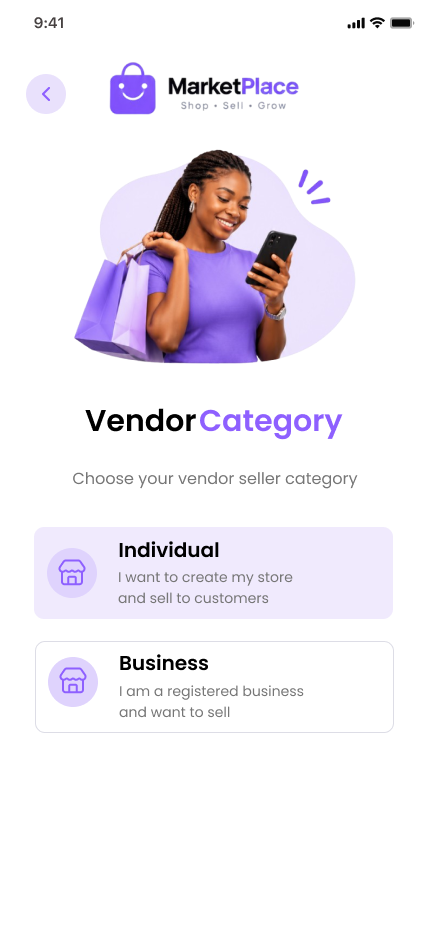 9:41
MarketPlace
Shop • Sell • Grow
Vendor Category
Choose your vendor seller category
Individual
I want to create my store
and sell to customers
Business
I am a registered business
and want to sell